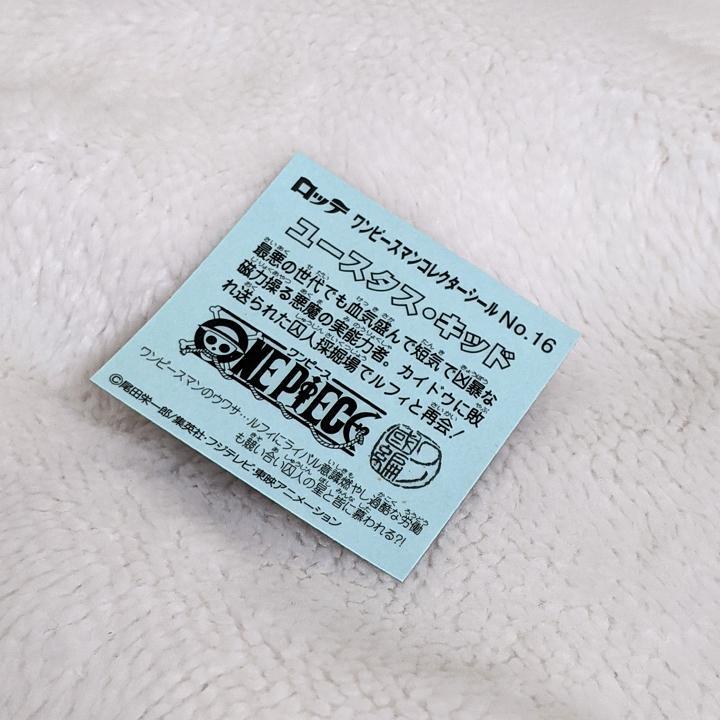 ロッテ ワンピースマンコレクターシール No.16
ユースタス・キッド
最悪の世代でも血気盛んで短気で凶暴な
磁力操る悪魔の実能力者。カイドウに敗
れ送られた囚人採掘場でルフィと再会！
ワンピース
ONE PIECE
ワノ国編
ワンピースマンのウワサ…ルフィにライバル意識燃やし過酷な労働
も競い合い囚人の星と皆に慕われる?!
©尾田栄一郎/集英社・フジテレビ・東映アニメーション